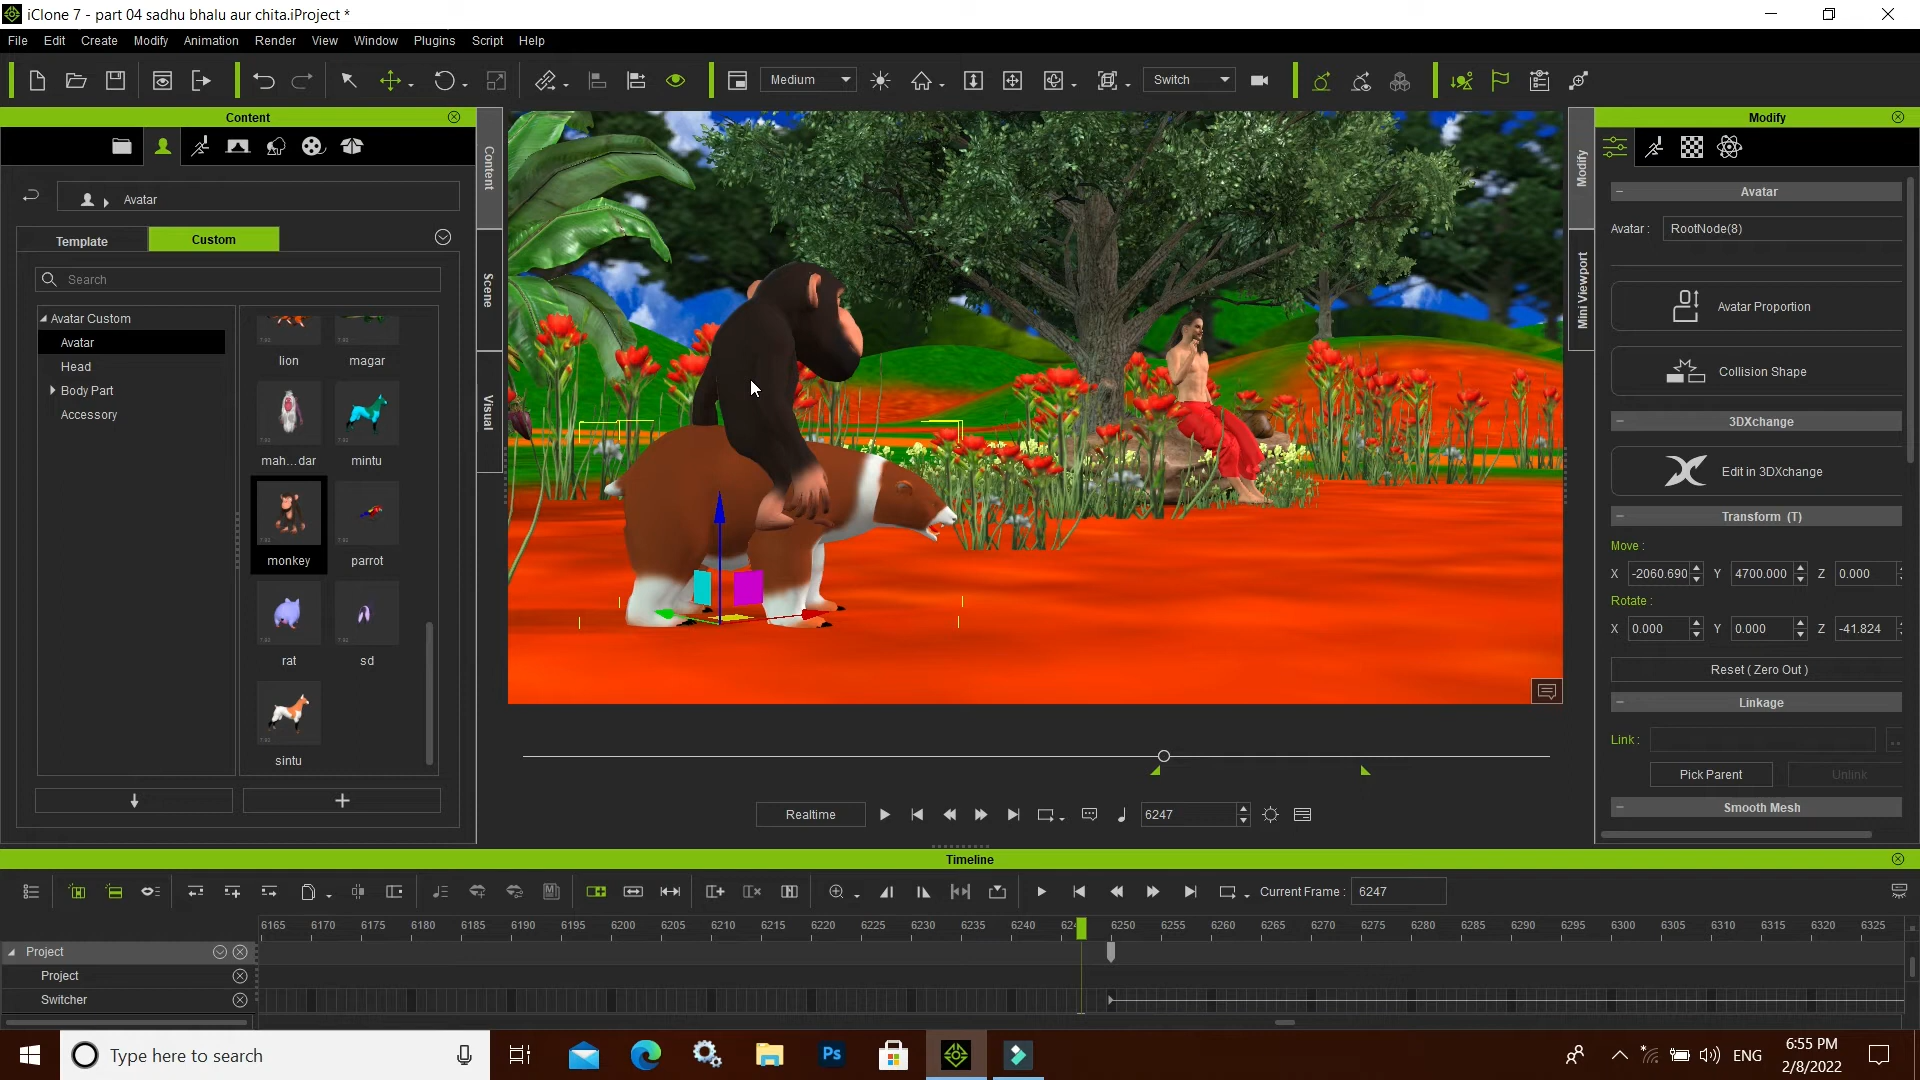 iClone 7 - part 04 sadhu bhalu aur chita.iProject *
File Edit Create Modify Animation Render View Window Plugins Script Help
Medium Switch
Content
Avatar
Template Custom
Search
Avatar Custom
Avatar
Head
Body Part
Accessory
lion magar
mah...dar mintu
monkey parrot
rat sd
sintu
Content
Scene
Visual
Modify
Mini Viewport
Modify
Avatar
Avatar : RootNode(8)
Avatar Proportion
Collision Shape
3DXchange
Edit in 3DXchange
Transform (T)
Move :
X -2060.690 Y 4700.000 Z 0.000
Rotate :
X 0.000 Y 0.000 Z -41.824
Reset ( Zero Out )
Linkage
Link :
Pick Parent Unlink
Smooth Mesh
Realtime 6247
Timeline
Current Frame : 6247
6165 6170 6175 6180 6185 6190 6195 6200 6205 6210 6215 6220 6225 6230 6235 6240 6250 6255 6260 6265 6270 6275 6280 6285 6290 6295 6300 6305 6310 6315 6320 6325
Project
Project
Switcher
Type here to search
Ps
ENG
6:55 PM
2/8/2022